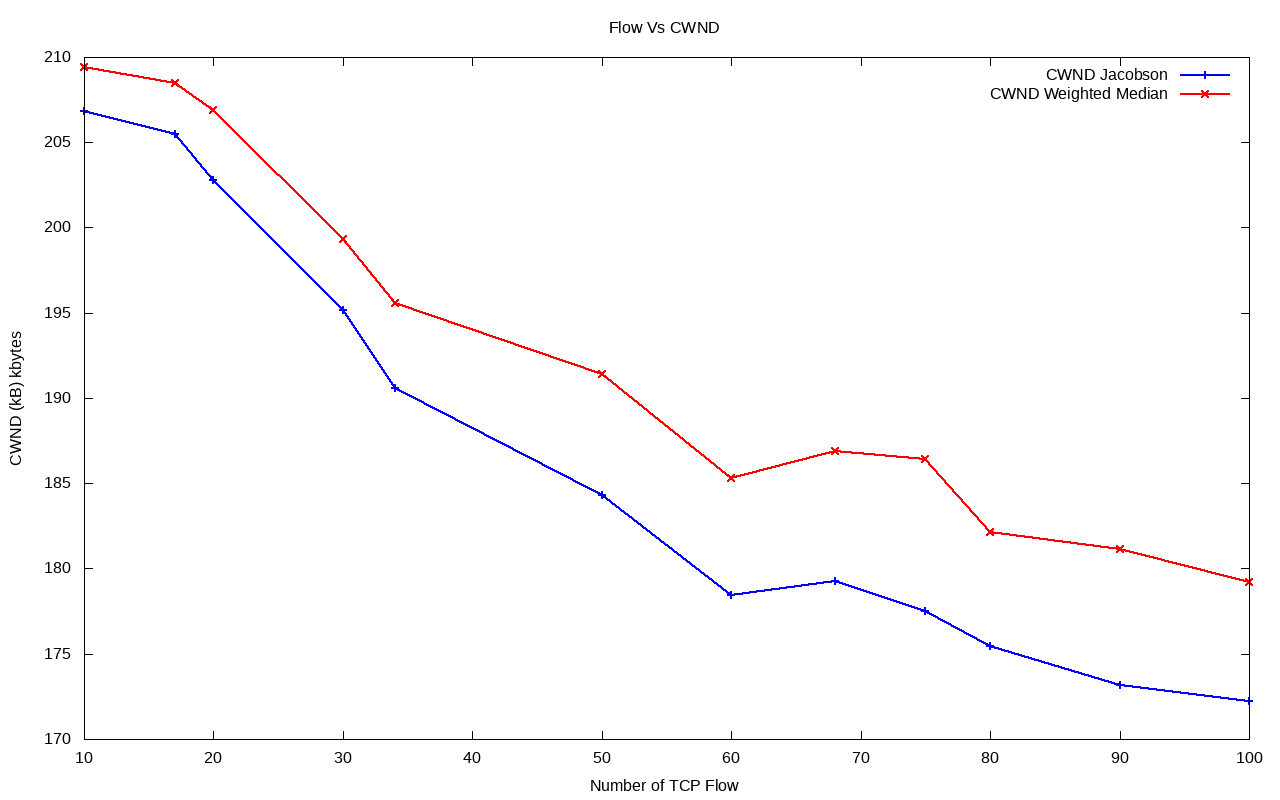 Flow Vs CWND
CWND Jacobson
CWND Weighted Median
210
205
200
195
190
185
180
175
170
CWND (kB) kbytes
10 20 30 40 50 60 70 80 90 100
Number of TCP Flow